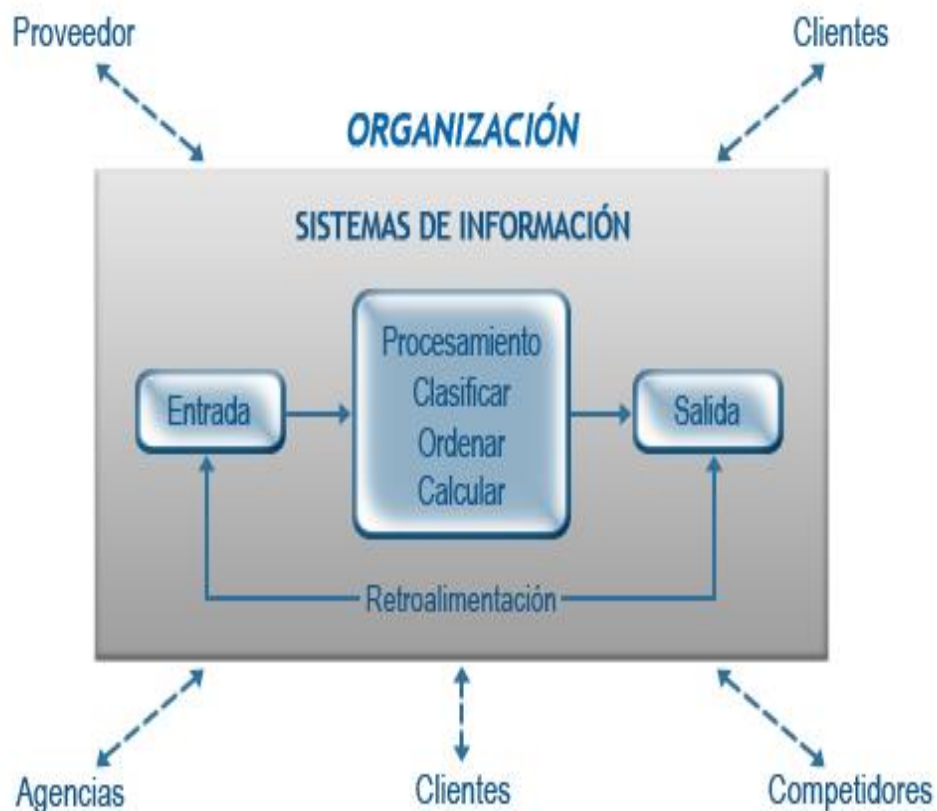 Proveedor
Clientes
ORGANIZACIÓN
SISTEMAS DE INFORMACIÓN
Entrada
Procesamiento
Clasificar
Ordenar
Calcular
Salida
Retroalimentación
Agencias
Clientes
Competidores